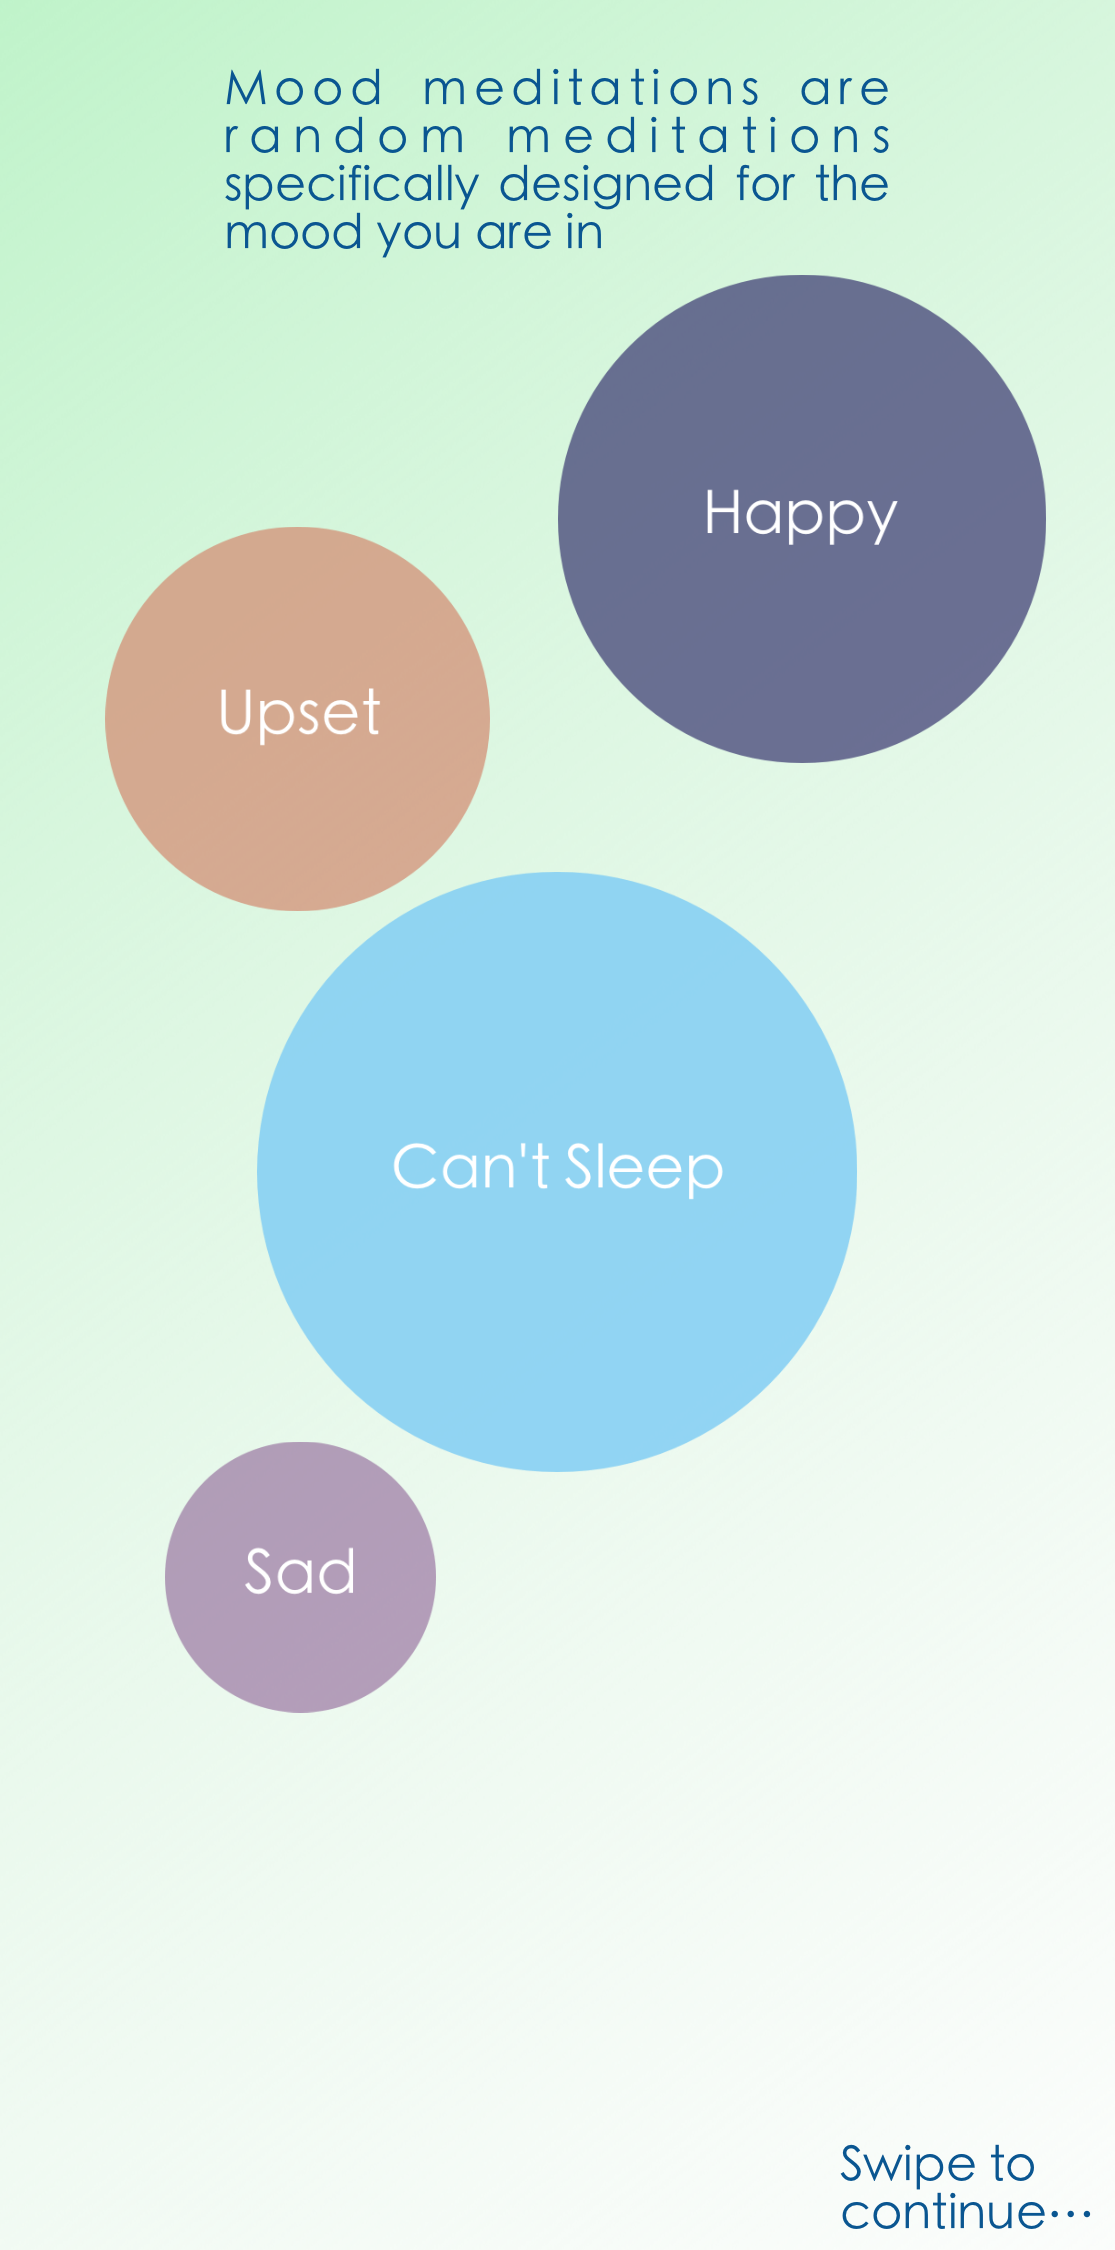 Mood meditations are
random meditations
specifically designed for the
mood you are in
Happy
Upset
Can't Sleep
Sad
Swipe to
continue···